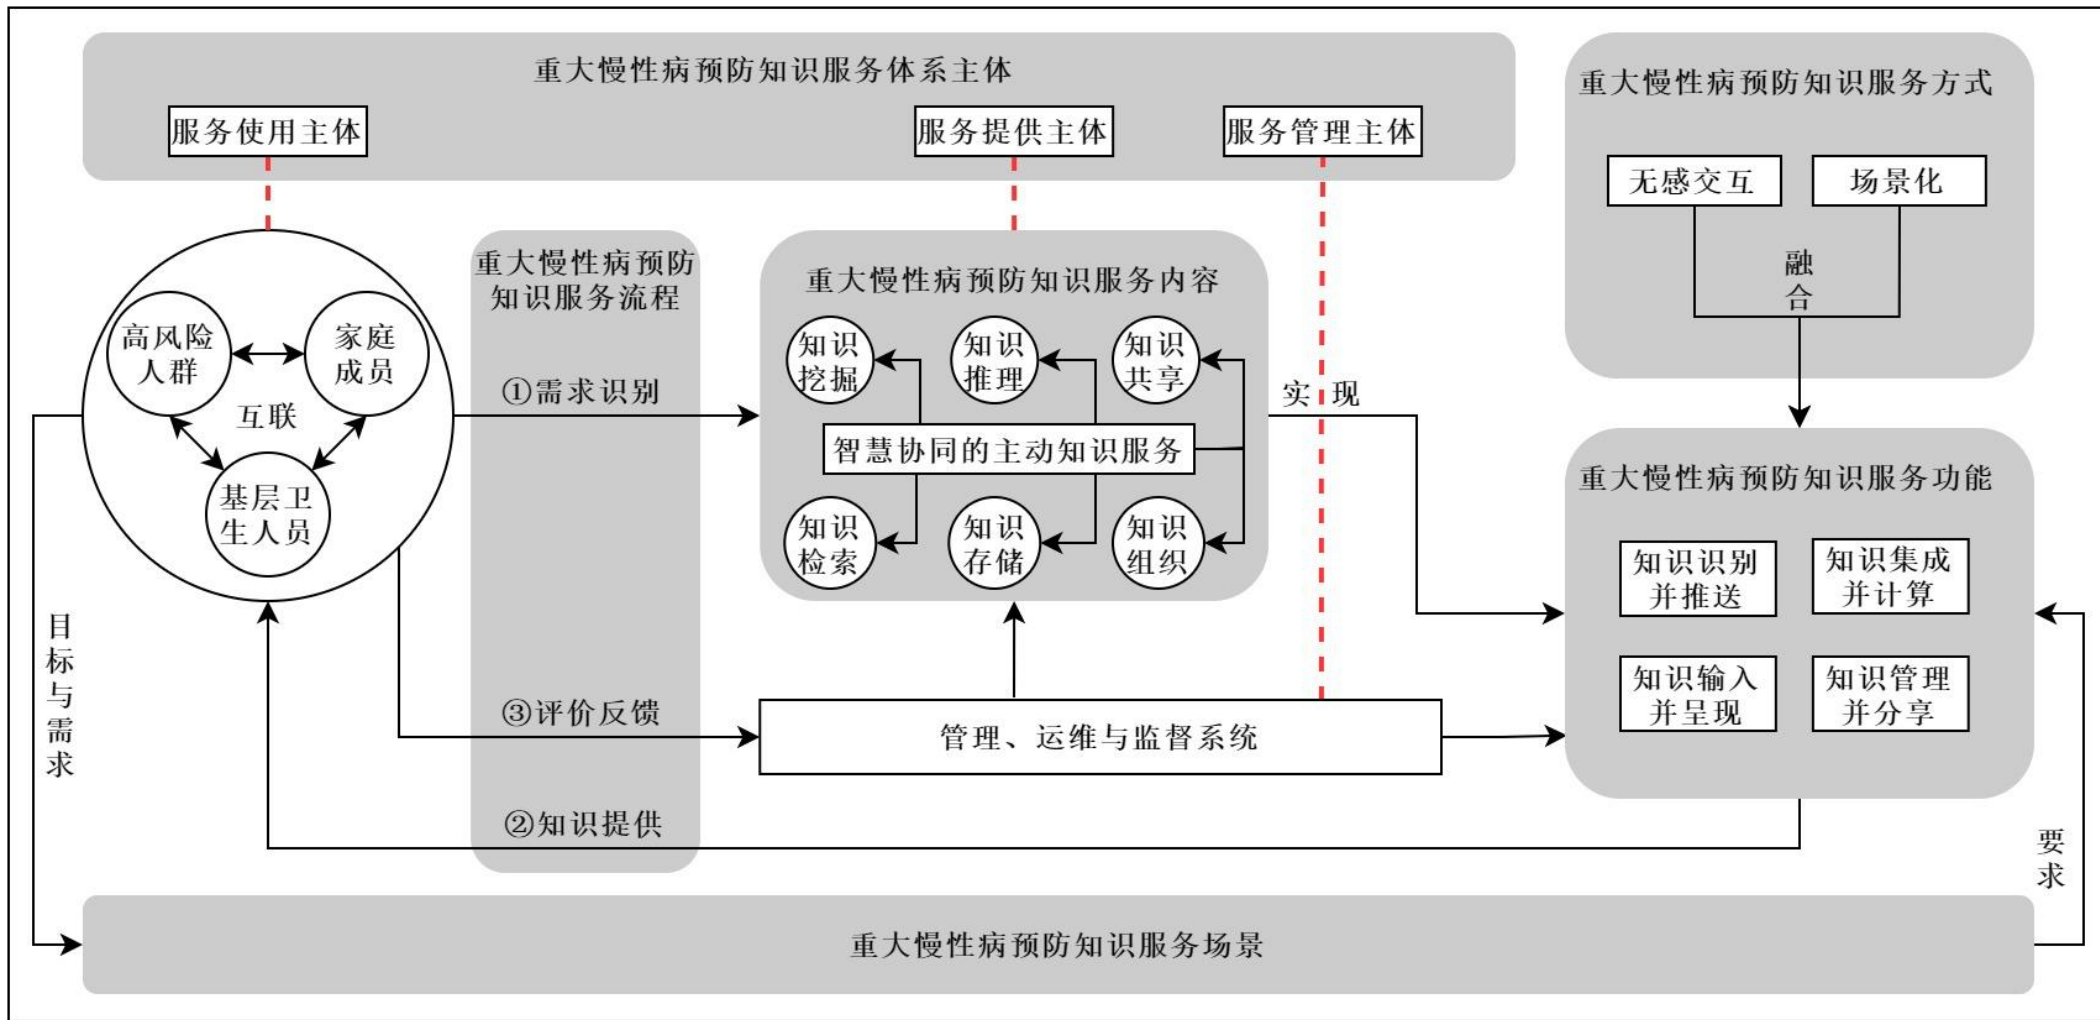 重大慢性病预防知识服务体系主体
服务使用主体
服务提供主体
服务管理主体
重大慢性病预防知识服务方式
无感交互
场景化
融
合
高风险
人群
家庭
成员
互联
基层卫
生人员
重大慢性病预防
知识服务流程
①需求识别
③评价反馈
②知识提供
重大慢性病预防知识服务内容
知识
挖掘
知识
推理
知识
共享
智慧协同的主动知识服务
知识
检索
知识
存储
知识
组织
实现
管理、运维与监督系统
重大慢性病预防知识服务功能
知识识别
并推送
知识集成
并计算
知识输入
并呈现
知识管理
并分享
目标与需求
要求
重大慢性病预防知识服务场景